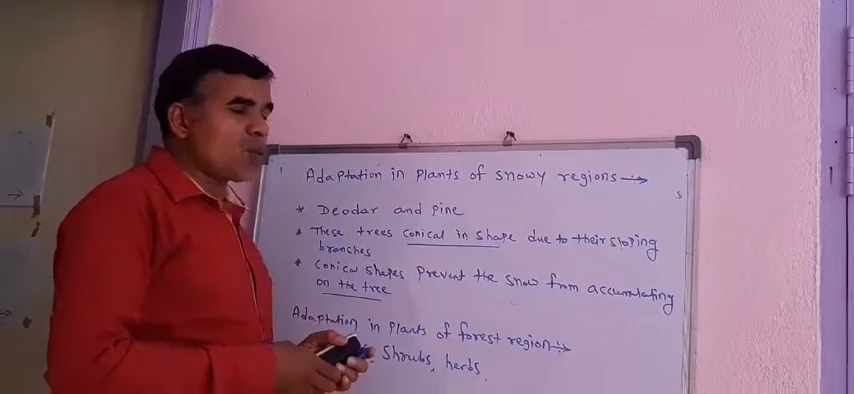 Adaptation in plants of snowy regions →
* Deodar and pine
* These trees conical in shape due to their sloping
branches
* Conical shapes prevent the snow from accumulating
on the tree
Adaptation in plants of forest region →
Shrubs, herbs